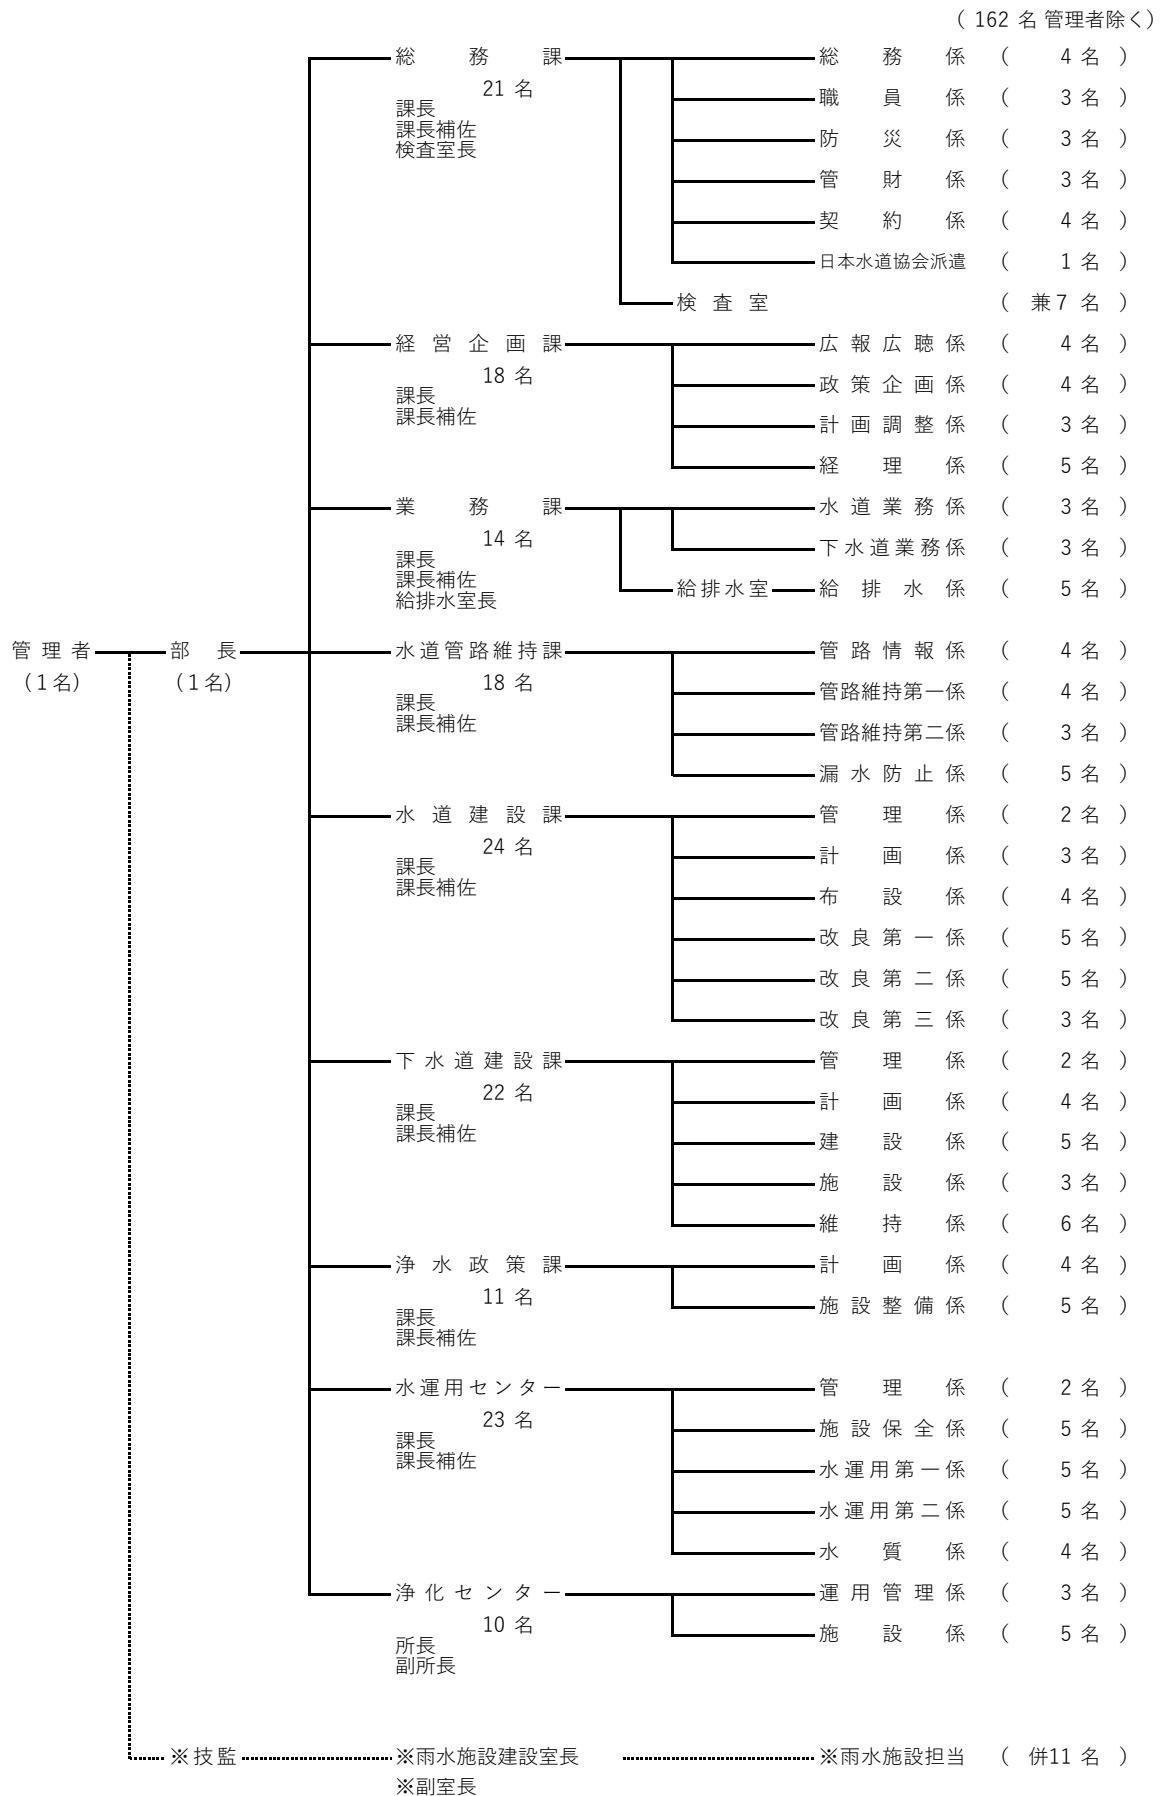 （ 162 名 管理者除く）
総務課 総務係 （ 4 名 ）
21 名
課長 職員係 （ 3 名 ）
課長補佐
検査室長 防災係 （ 3 名 ）
管財係 （ 3 名 ）
契約係 （ 4 名 ）
日本水道協会派遣 （ 1 名 ）
検査室 （ 兼７ 名 ）
経営企画課 広報広聴係 （ 4 名 ）
18 名
課長 政策企画係 （ 4 名 ）
課長補佐 計画調整係 （ 3 名 ）
経理係 （ 5 名 ）
業務課 水道業務係 （ 3 名 ）
14 名
課長 下水道業務係 （ 3 名 ）
課長補佐 給排水室 給排水係 （ 5 名 ）
給排水室長
管理者 部長 水道管路維持課 管路情報係 （ 4 名 ）
（１名） （１名） 18 名
課長 管路維持第一係 （ 4 名 ）
課長補佐 管路維持第二係 （ 3 名 ）
漏水防止係 （ 5 名 ）
水道建設課 管理係 （ 2 名 ）
24 名
課長 計画係 （ 3 名 ）
課長補佐 布設係 （ 4 名 ）
改良第一係 （ 5 名 ）
改良第二係 （ 5 名 ）
改良第三係 （ 3 名 ）
下水道建設課 管理係 （ 2 名 ）
22 名
課長 計画係 （ 4 名 ）
課長補佐 建設係 （ 5 名 ）
施設係 （ 3 名 ）
維持係 （ 6 名 ）
浄水政策課 計画係 （ 4 名 ）
11 名
課長 施設整備係 （ 5 名 ）
課長補佐
水運用センター 管理係 （ 2 名 ）
23 名
課長 施設保全係 （ 5 名 ）
課長補佐 水運用第一係 （ 5 名 ）
水運用第二係 （ 5 名 ）
水質係 （ 4 名 ）
浄化センター 運用管理係 （ 3 名 ）
10 名
所長 施設係 （ 5 名 ）
副所長
※技監 ※雨水施設建設室長 ※雨水施設担当 （ 併11 名 ）
※副室長